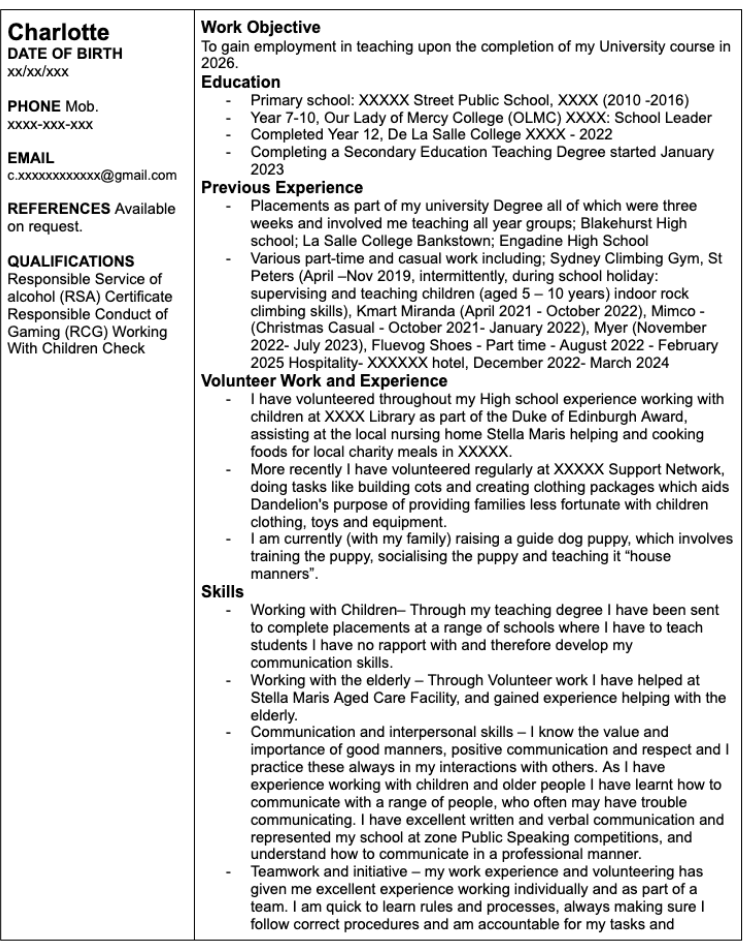 Charlotte
DATE OF BIRTH
xx/xx/xxx
PHONE Mob.
xxxx-xxx-xxx
EMAIL
c.xxxxxxxxxxxx@gmail.com
REFERENCES Available
on request.
QUALIFICATIONS
Responsible Service of
alcohol (RSA) Certificate
Responsible Conduct of
Gaming (RCG) Working
With Children Check
Work Objective
To gain employment in teaching upon the completion of my University course in
2026.
Education
- Primary school: XXXXX Street Public School, XXXX (2010 -2016)
- Year 7-10, Our Lady of Mercy College (OLMC) XXXX: School Leader
- Completed Year 12, De La Salle College XXXX - 2022
- Completing a Secondary Education Teaching Degree started January
2023
Previous Experience
- Placements as part of my university Degree all of which were three
weeks and involved me teaching all year groups; Blakehurst High
school; La Salle College Bankstown; Engadine High School
- Various part-time and casual work including; Sydney Climbing Gym, St
Peters (April –Nov 2019, intermittently, during school holiday:
supervising and teaching children (aged 5 – 10 years) indoor rock
climbing skills), Kmart Miranda (April 2021 - October 2022), Mimco -
(Christmas Casual - October 2021- January 2022), Myer (November
2022- July 2023), Fluevog Shoes - Part time - August 2022 - February
2025 Hospitality- XXXXXX hotel, December 2022- March 2024
Volunteer Work and Experience
- I have volunteered throughout my High school experience working with
children at XXXX Library as part of the Duke of Edinburgh Award,
assisting at the local nursing home Stella Maris helping and cooking
foods for local charity meals in XXXXX.
- More recently I have volunteered regularly at XXXXX Support Network,
doing tasks like building cots and creating clothing packages which aids
Dandelion's purpose of providing families less fortunate with children
clothing, toys and equipment.
- I am currently (with my family) raising a guide dog puppy, which involves
training the puppy, socialising the puppy and teaching it “house
manners”.
Skills
- Working with Children– Through my teaching degree I have been sent
to complete placements at a range of schools where I have to teach
students I have no rapport with and therefore develop my
communication skills.
- Working with the elderly – Through Volunteer work I have helped at
Stella Maris Aged Care Facility, and gained experience helping with the
elderly.
- Communication and interpersonal skills – I know the value and
importance of good manners, positive communication and respect and I
practice these always in my interactions with others. As I have
experience working with children and older people I have learnt how to
communicate with a range of people, who often may have trouble
communicating. I have excellent written and verbal communication and
represented my school at zone Public Speaking competitions, and
understand how to communicate in a professional manner.
- Teamwork and initiative – my work experience and volunteering has
given me excellent experience working individually and as part of a
team. I am quick to learn rules and processes, always making sure I
follow correct procedures and am accountable for my tasks and